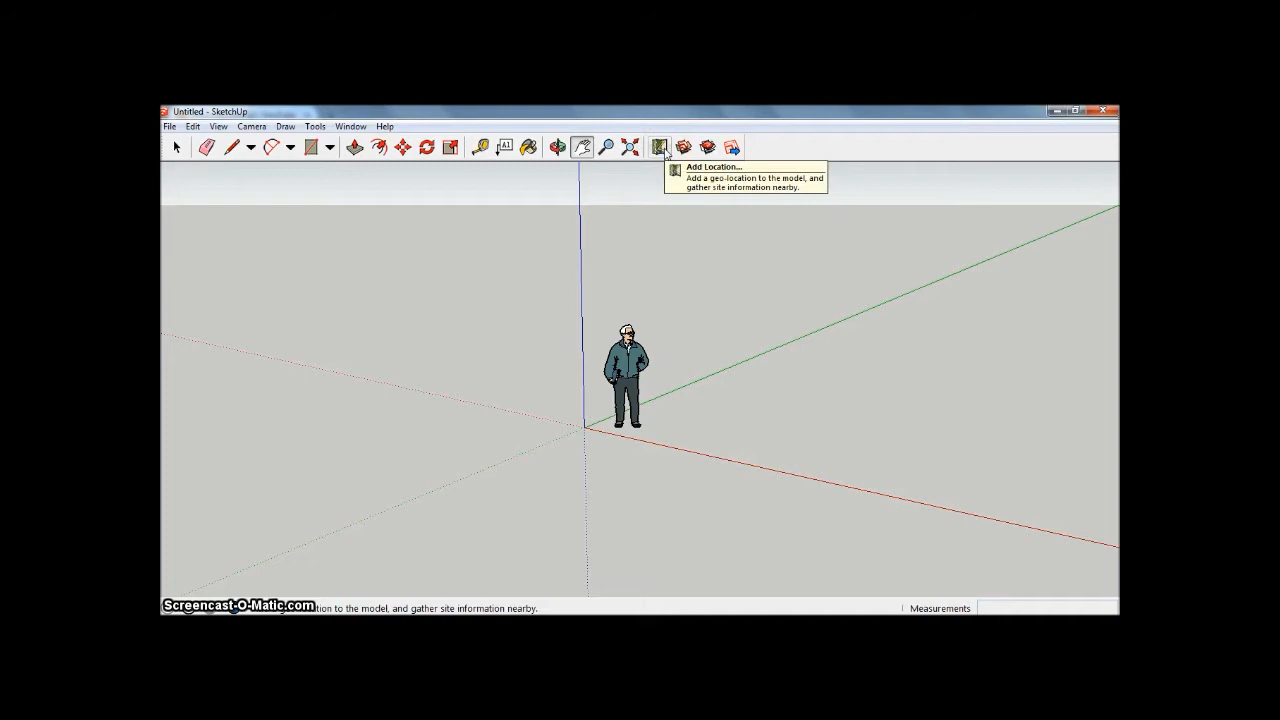 Untitled - SketchUp
File Edit View Camera Draw Tools Window Help
A1
Add Location...
Add a geo-location to the model, and
gather site information nearby.
Screencast-O-Matic.com
to the model, and gather site information nearby.
Measurements